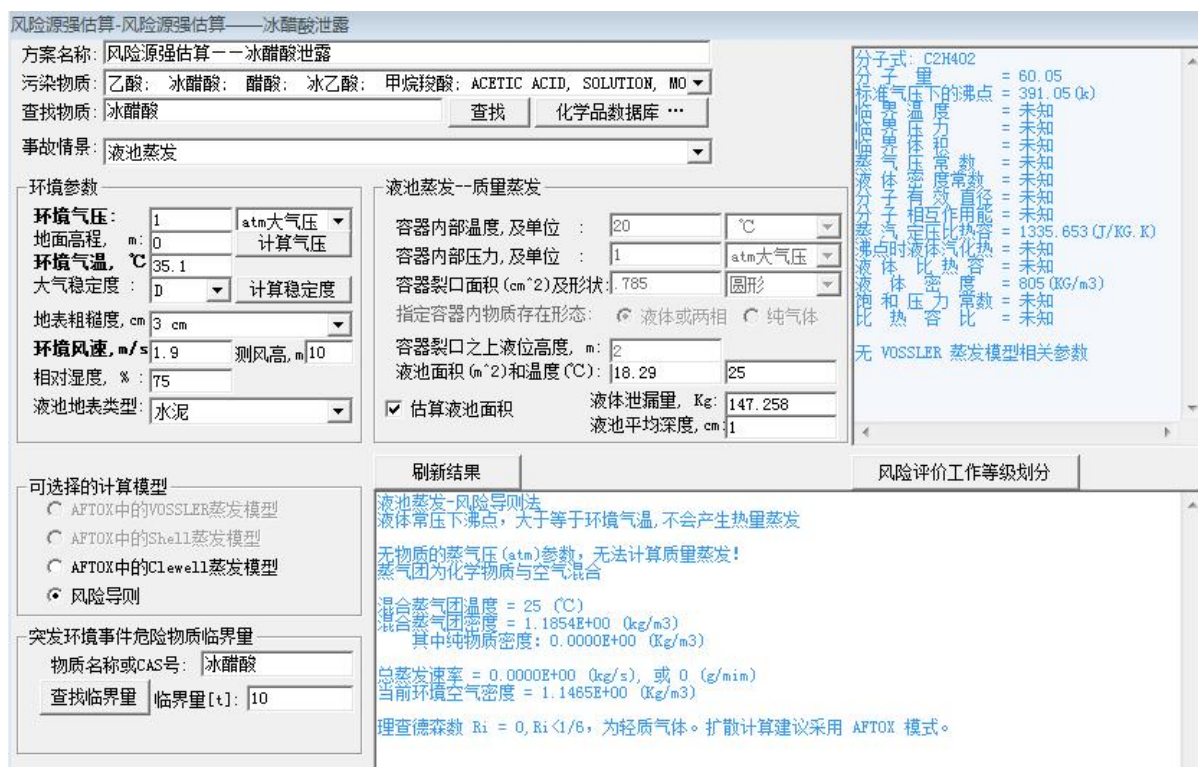 风险源强估算-风险源强估算——冰醋酸泄露
方案名称: 风险源强估算——冰醋酸泄露
污染物质: 乙酸; 冰醋酸; 醋酸; 冰乙酸; 甲烷羧酸; ACETIC ACID, SOLUTION, MO
查找物质: 冰醋酸 查找 化学品数据库 …
事故情景: 液池蒸发
环境参数
环境气压: 1 atm大气压
地面高程, m: 0 计算气压
环境气温, ℃ 35.1
大气稳定度 : D 计算稳定度
地表粗糙度, cm 3 cm
环境风速, m/s 1.9 测风高, m 10
相对湿度, % : 75
液池地表类型: 水泥
液池蒸发--质量蒸发
容器内部温度, 及单位 : 20 ℃
容器内部压力, 及单位 : 1 atm大气压
容器裂口面积(cm^2)及形状: .785 圆形
指定容器内物质存在形态: 液体或两相 纯气体
容器裂口之上液位高度, m: 2
液池面积(m^2)和温度(℃): 18.29 25
估算液池面积 液体泄漏量, Kg: 147.258
液池平均深度, cm: 1
分子式: C2H4O2
分 子 量 = 60.05
标准气压下的沸点 = 391.05(k)
临 界 温 度 = 未知
临 界 压 力 = 未知
临 界 体 积 = 未知
蒸 气 压 常 数 = 未知
液 体 密 度常数 = 未知
分 子 有 效 直径 = 未知
分 子 相互作用能 = 未知
蒸 汽 定压比热容 = 1335.653(J/KG.K)
沸点时液体汽化热 = 未知
液 体 比 热 容 = 未知
液 体 密 度 = 805(KG/m3)
饱 和 压 力 常数 = 未知
比 热 容 比 = 未知
无 VOSSLER 蒸发模型相关参数
刷新结果 风险评价工作等级划分
可选择的计算模型
AFTOX中的VOSSLER蒸发模型
AFTOX中的Shell蒸发模型
AFTOX中的Clewell蒸发模型
风险导则
突发环境事件危险物质临界量
物质名称或CAS号: 冰醋酸
查找临界量 临界量[t]: 10
液池蒸发-风险导则法
液体常压下沸点, 大于等于环境气温,不会产生热量蒸发
无物质的蒸气压(atm)参数, 无法计算质量蒸发!
蒸气团为化学物质与空气混合
混合蒸气团温度 = 25 (℃)
混合蒸气团密度 = 1.1854E+00 (kg/m3)
其中纯物质密度: 0.0000E+00 (Kg/m3)
总蒸发速率 = 0.0000E+00 (kg/s), 或 0 (g/min)
当前环境空气密度 = 1.1465E+00 (Kg/m3)
理查德森数 Ri = 0,Ri<1/6, 为轻质气体。扩散计算建议采用 AFTOX 模式。